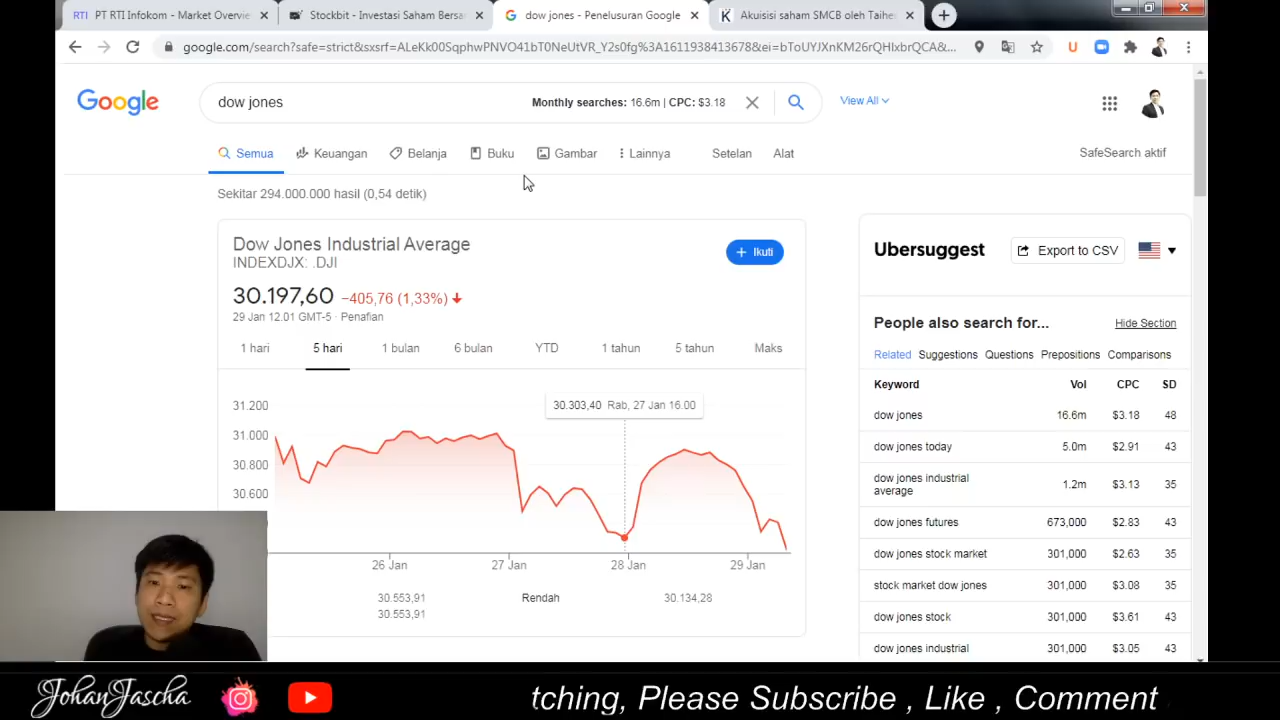 RTI PT RTI Infokom - Market Overvie
Stockbit - Investasi Saham Bersa
dow jones - Penelusuran Google
Akuisisi saham SMCB oleh Taihe
google.com/search?safe=strict&sxsrf=ALeKk00SqphwPNVO41bT0NeUtVR_Y2s0fg%3A1611938413678&ei=bToUYJXnKM26rQHIxbrQCA&...
Google
dow jones
Monthly searches: 16.6m | CPC: $3.18
View All
Semua
Keuangan
Belanja
Buku
Gambar
Lainnya
Setelan
Alat
SafeSearch aktif
Sekitar 294.000.000 hasil (0,54 detik)
Dow Jones Industrial Average
INDEXDJX: .DJI
+ Ikuti
30.197,60 −405,76 (1,33%)
29 Jan 12.01 GMT-5 · Penafian
1 hari
5 hari
1 bulan
6 bulan
YTD
1 tahun
5 tahun
Maks
30.303,40 Rab, 27 Jan 16.00
31.200
31.000
30.800
30.600
26 Jan
27 Jan
28 Jan
29 Jan
30.553,91
Rendah
30.134,28
30.553,91
Ubersuggest
Export to CSV
People also search for...
Hide Section
Related Suggestions Questions Prepositions Comparisons
Keyword Vol CPC SD
dow jones 16.6m $3.18 48
dow jones today 5.0m $2.91 43
dow jones industrial
average 1.2m $3.13 35
dow jones futures 673,000 $2.83 43
dow jones stock market 301,000 $2.63 35
stock market dow jones 301,000 $3.08 35
dow jones stock 301,000 $3.61 43
dow jones industrial 301,000 $3.05 43
JohanJascha
tching, Please Subscribe , Like , Comment